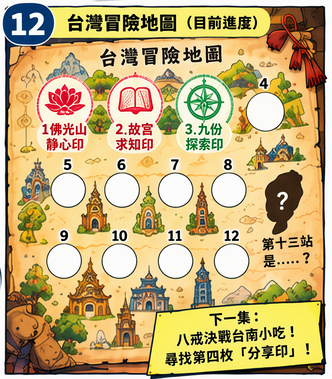 12 台灣冒險地圖（目前進度）
台灣冒險地圖
1佛光山
静心印
2.故宫
求知印
3.九份
探索印
4
5 6 7 8
9 10 11 12
?
第十三站
是.....？
下一集：
八戒決戰台南小吃！
尋找第四枚「分享印」！